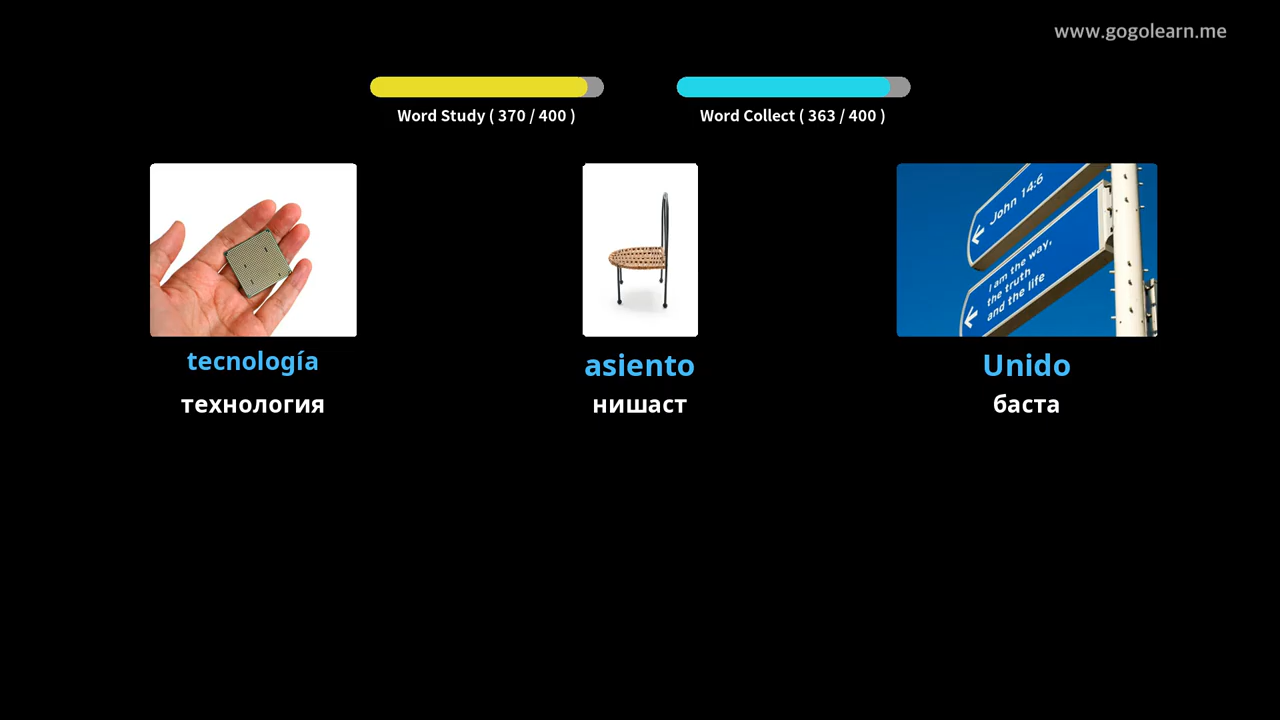 www.gogolearn.me
Word Study ( 370 / 400 )
Word Collect ( 363 / 400 )
John 14:6
I am the way,
the truth
and the life
tecnología
asiento
Unido
технология
нишаст
баста